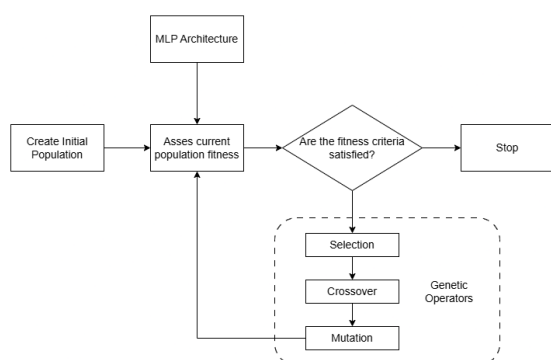 MLP Architecture
Create Initial
Population
Asses current
population fitness
Are the fitness criteria
satisfied?
Stop
Selection
Crossover
Mutation
Genetic
Operators